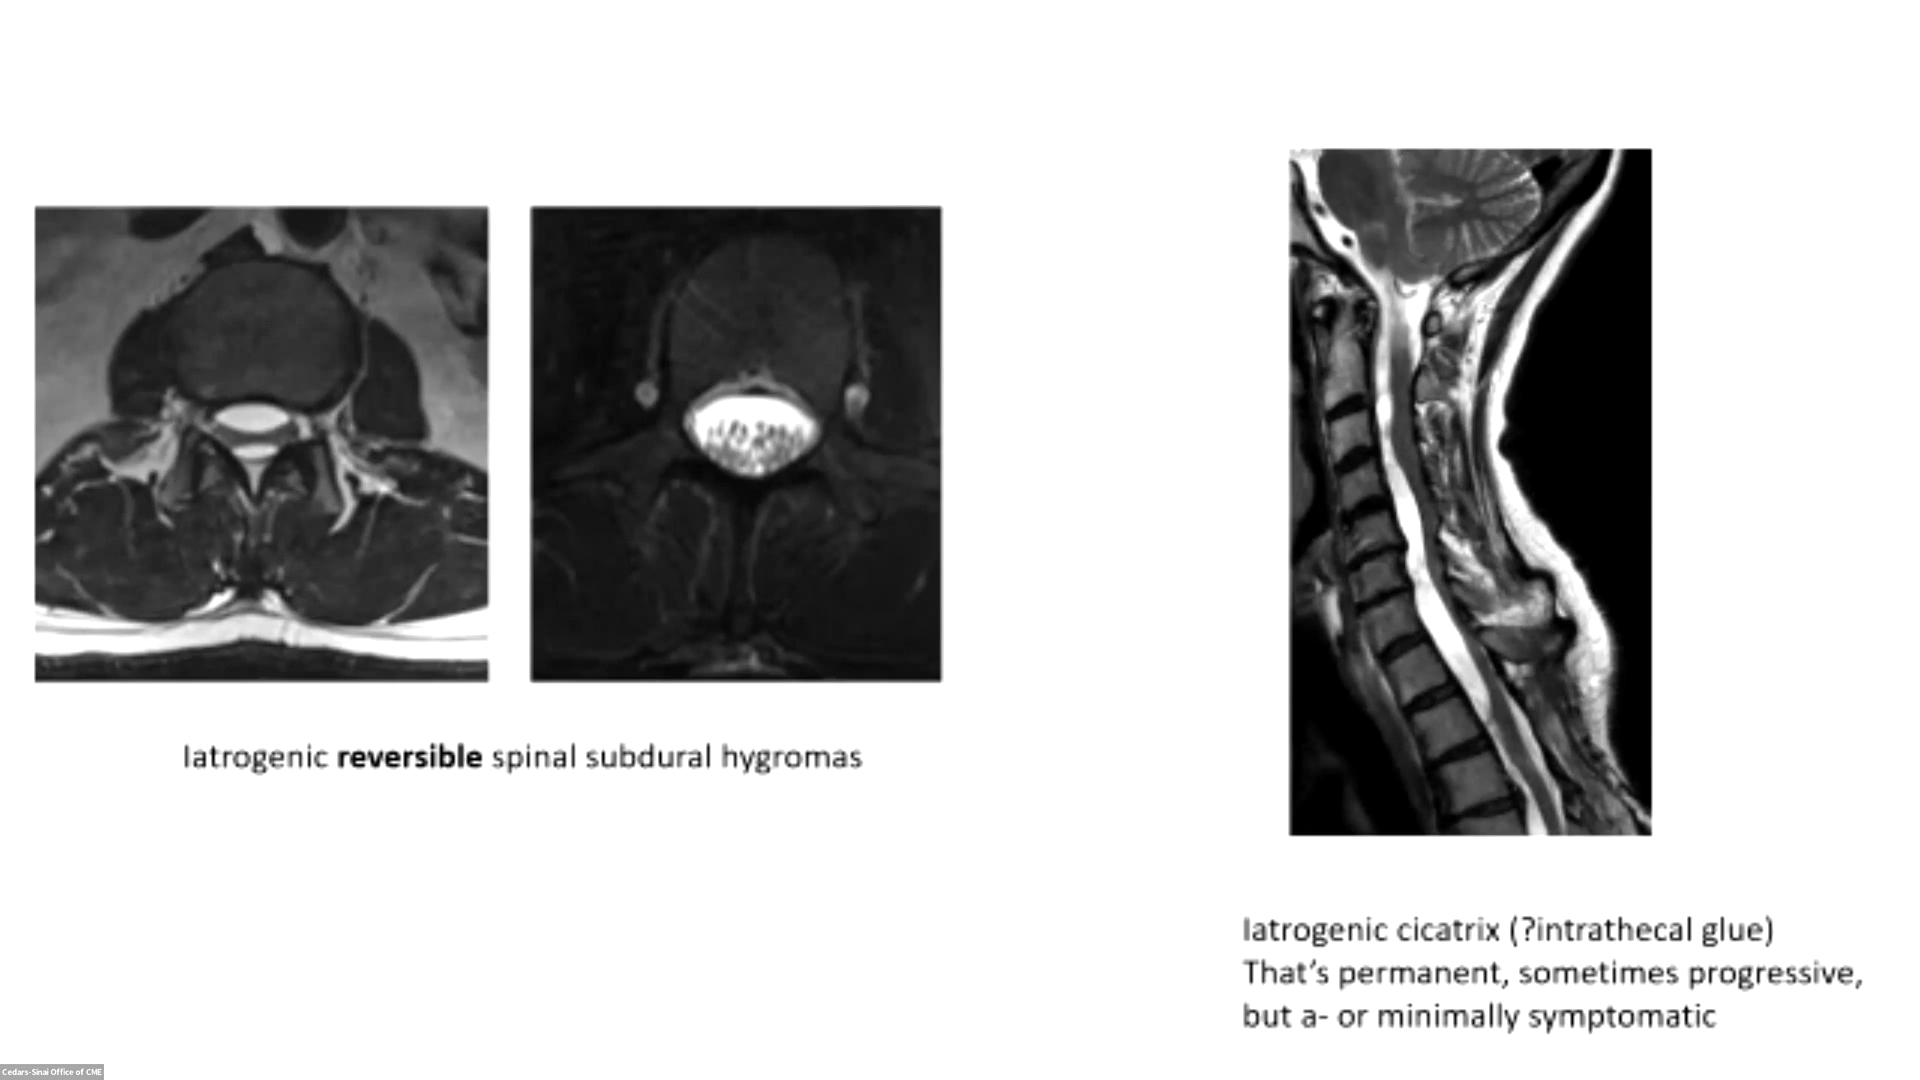 Iatrogenic reversible spinal subdural hygromas
Iatrogenic cicatrix (?intrathecal glue)
That's permanent, sometimes progressive,
but a- or minimally symptomatic
Cedars-Sinai Office of CME